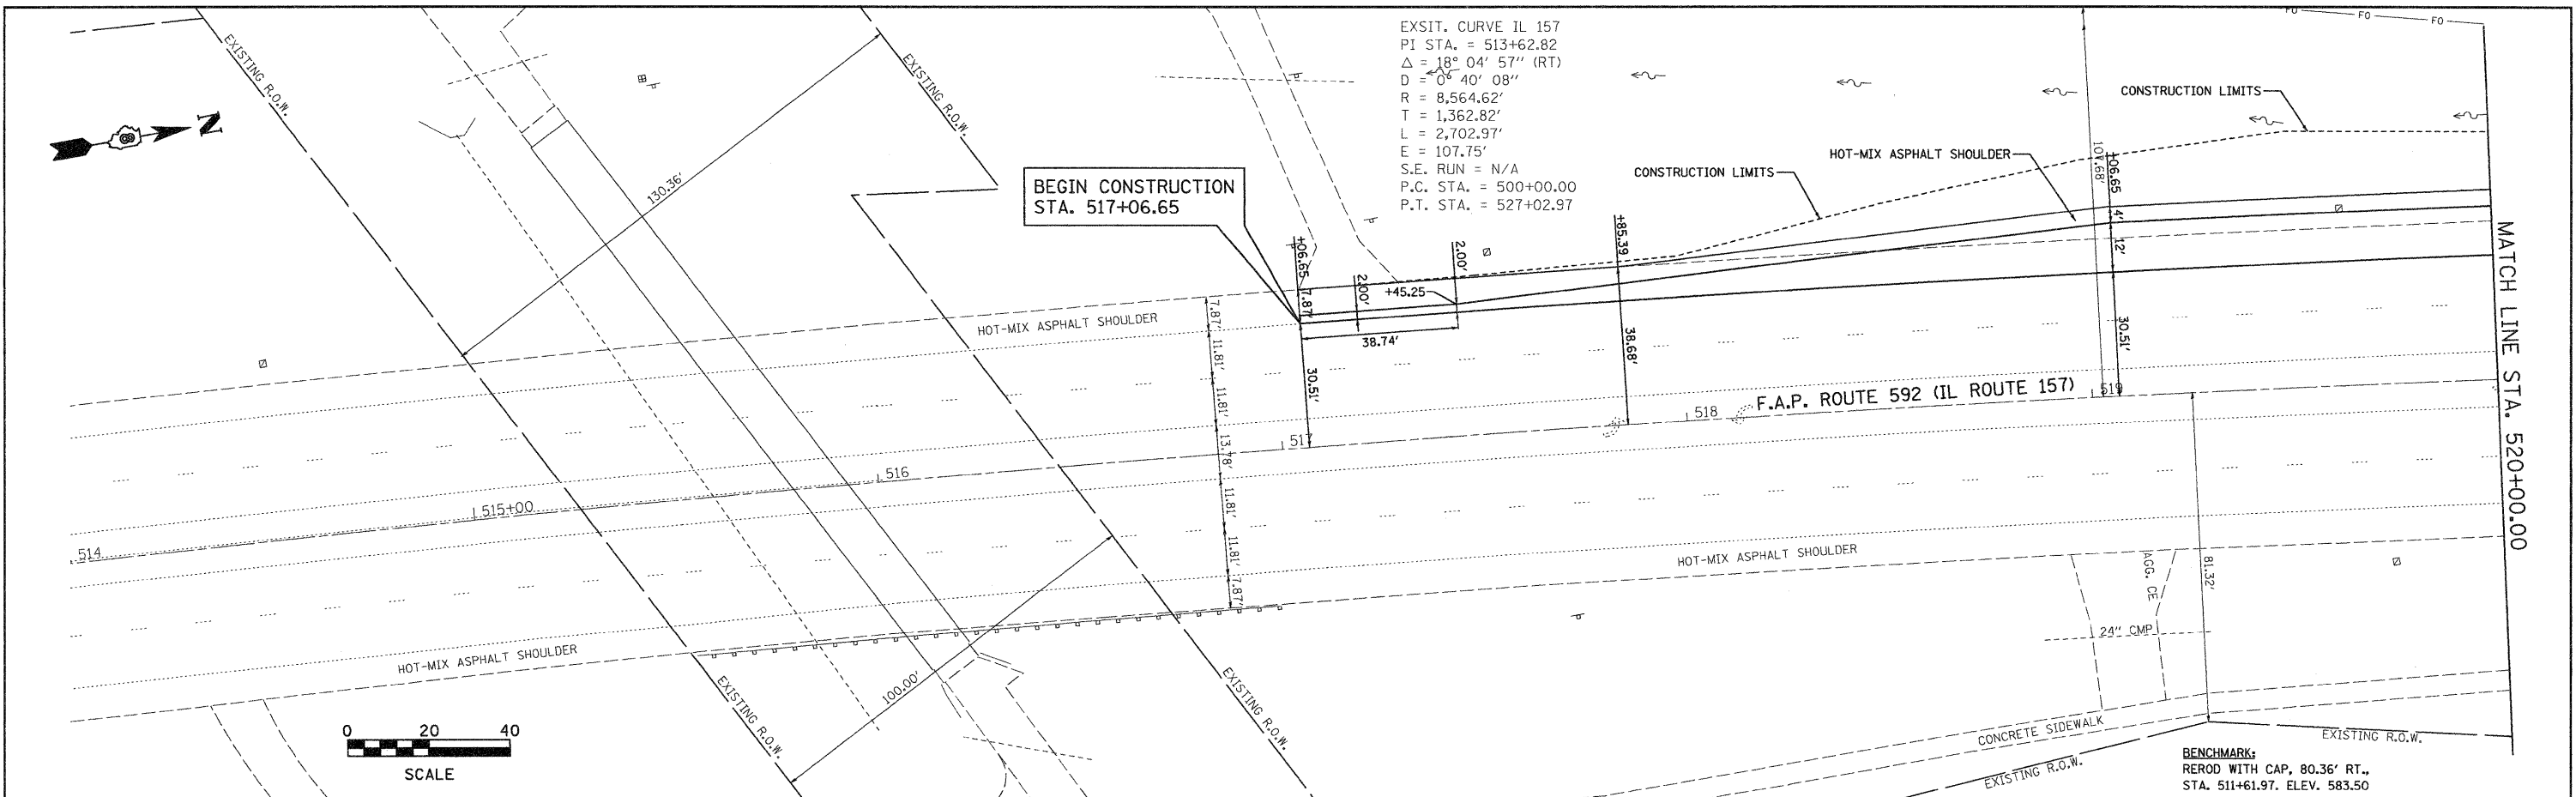 EXSIT. CURVE IL 157
PI STA. = 513+62.82
Δ = 18° 04' 57" (RT)
D = 0° 40' 08"
R = 8,564.62'
T = 1,362.82'
L = 2,702.97'
E = 107.75'
S.E. RUN = N/A
P.C. STA. = 500+00.00
P.T. STA. = 527+02.97
FO
FO
FO
EXISTING R.O.W.
EXISTING R.O.W.
N
130.36'
BEGIN CONSTRUCTION
STA. 517+06.65
CONSTRUCTION LIMITS
HOT-MIX ASPHALT SHOULDER
CONSTRUCTION LIMITS
107.68'
+06.65
4'
12'
30.51'
+85.39
38.68'
2.00'
+45.25
2.00'
38.74'
+06.65
7.87'
30.51'
HOT-MIX ASPHALT SHOULDER
7.87'
11.81'
11.81'
13.78'
11.81'
11.81'
7.87'
514
515+00
516
517
518
F.A.P. ROUTE 592 (IL ROUTE 157)
519
MATCH LINE STA. 520+00.00
HOT-MIX ASPHALT SHOULDER
HOT-MIX ASPHALT SHOULDER
AGG. CE
24" CMP
81.32'
100.00'
EXISTING R.O.W.
EXISTING R.O.W.
0 20 40
SCALE
CONCRETE SIDEWALK
EXISTING R.O.W.
EXISTING R.O.W.
BENCHMARK:
REROD WITH CAP, 80.36' RT.,
STA. 511+61.97. ELEV. 583.50